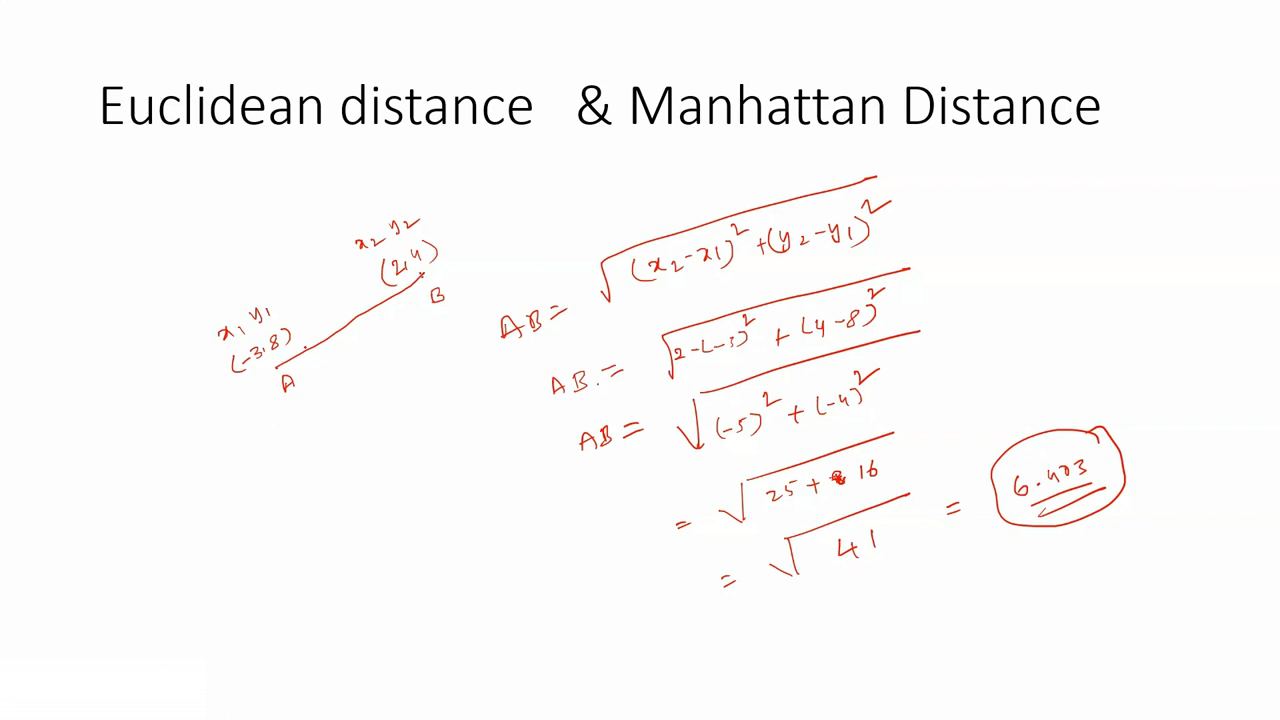 Euclidean distance & Manhattan Distance
x₁ y₁
(-3,8)
A
x₂ y₂
(2,4)
B
AB = √(x₂-x₁)² + (y₂-y₁)²
AB. = √2-(-3)² + (4-8)²
AB = √(-5)² + (-4)²
= √25 + 16
= √41 = 6.403